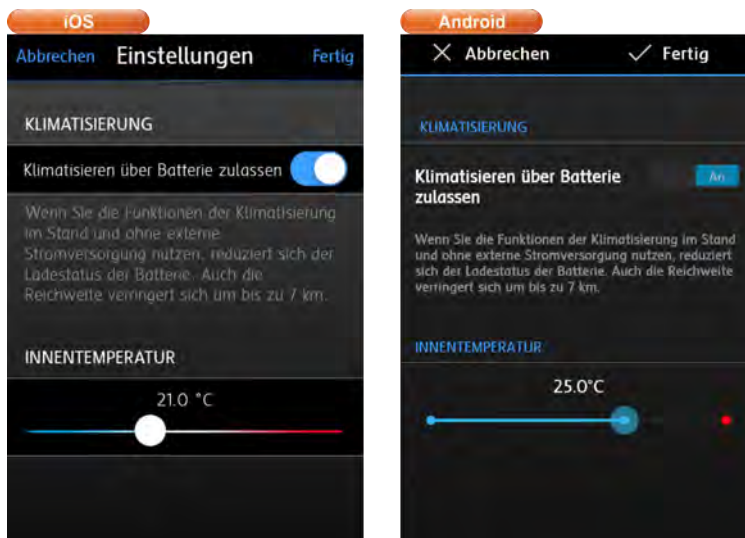 iOS
Abbrechen Einstellungen Fertig
KLIMATISIERUNG
Klimatisieren über Batterie zulassen
Wenn Sie die Funktionen der Klimatisierung
im Stand und ohne externe
Stromversorgung nutzen, reduziert sich der
Ladestatus der Batterie. Auch die
Reichweite verringert sich um bis zu 7 km.
INNENTEMPERATUR
21.0 °C
Android
Abbrechen Fertig
KLIMATISIERUNG
Klimatisieren über Batterie
zulassen
An
Wenn Sie die Funktionen der Klimatisierung im Stand
und ohne externe Stromversorgung nutzen, reduziert
sich der Ladestatus der Batterie. Auch die Reichweite
verringert sich um bis zu 7 km.
INNENTEMPERATUR
25.0°C